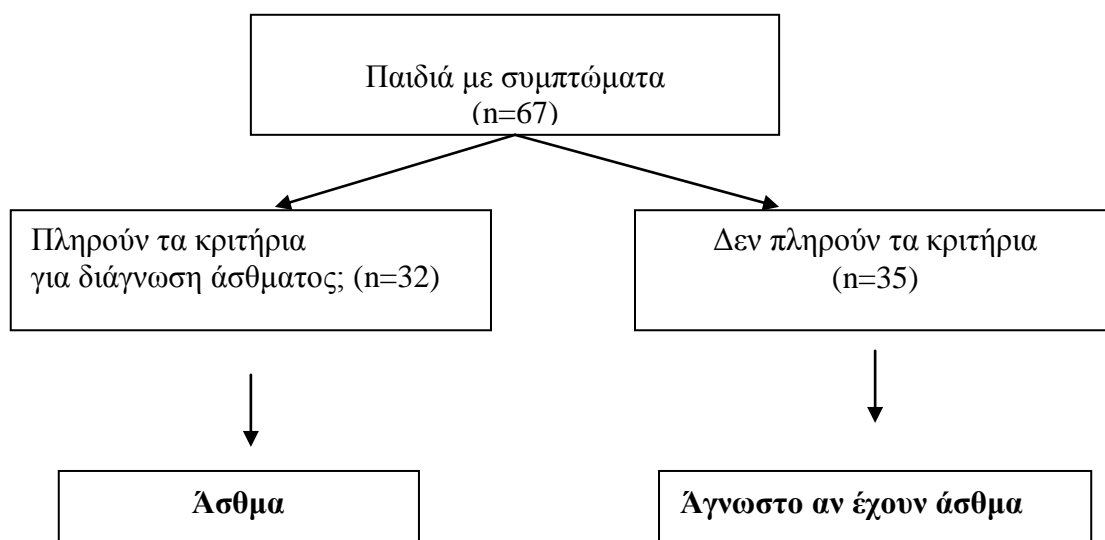 Παιδιά με συμπτώματα
(n=67)
Πληρούν τα κριτήρια
για διάγνωση άσθματος; (n=32)
Δεν πληρούν τα κριτήρια
(n=35)
Άσθμα
Άγνωστο αν έχουν άσθμα